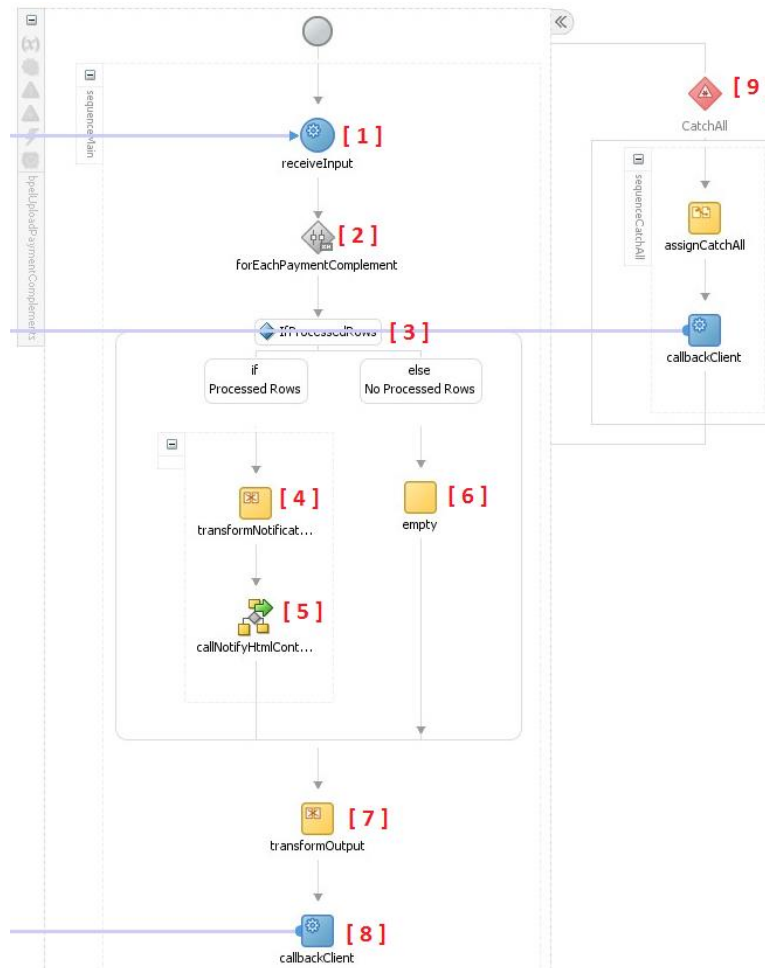 (x)
bpelUploadPaymentComplements
sequenceMain
[ 1 ]
receiveInput
[ 2 ]
forEachPaymentComplement
IfProcessedRows [ 3 ]
if
Processed Rows
else
No Processed Rows
[ 4 ]
transformNotificat...
[ 5 ]
callNotifyHtmlCont...
[ 6 ]
empty
[ 7 ]
transformOutput
[ 8 ]
callbackClient
[ 9
CatchAll
sequenceCatchAll
assignCatchAll
callbackClient